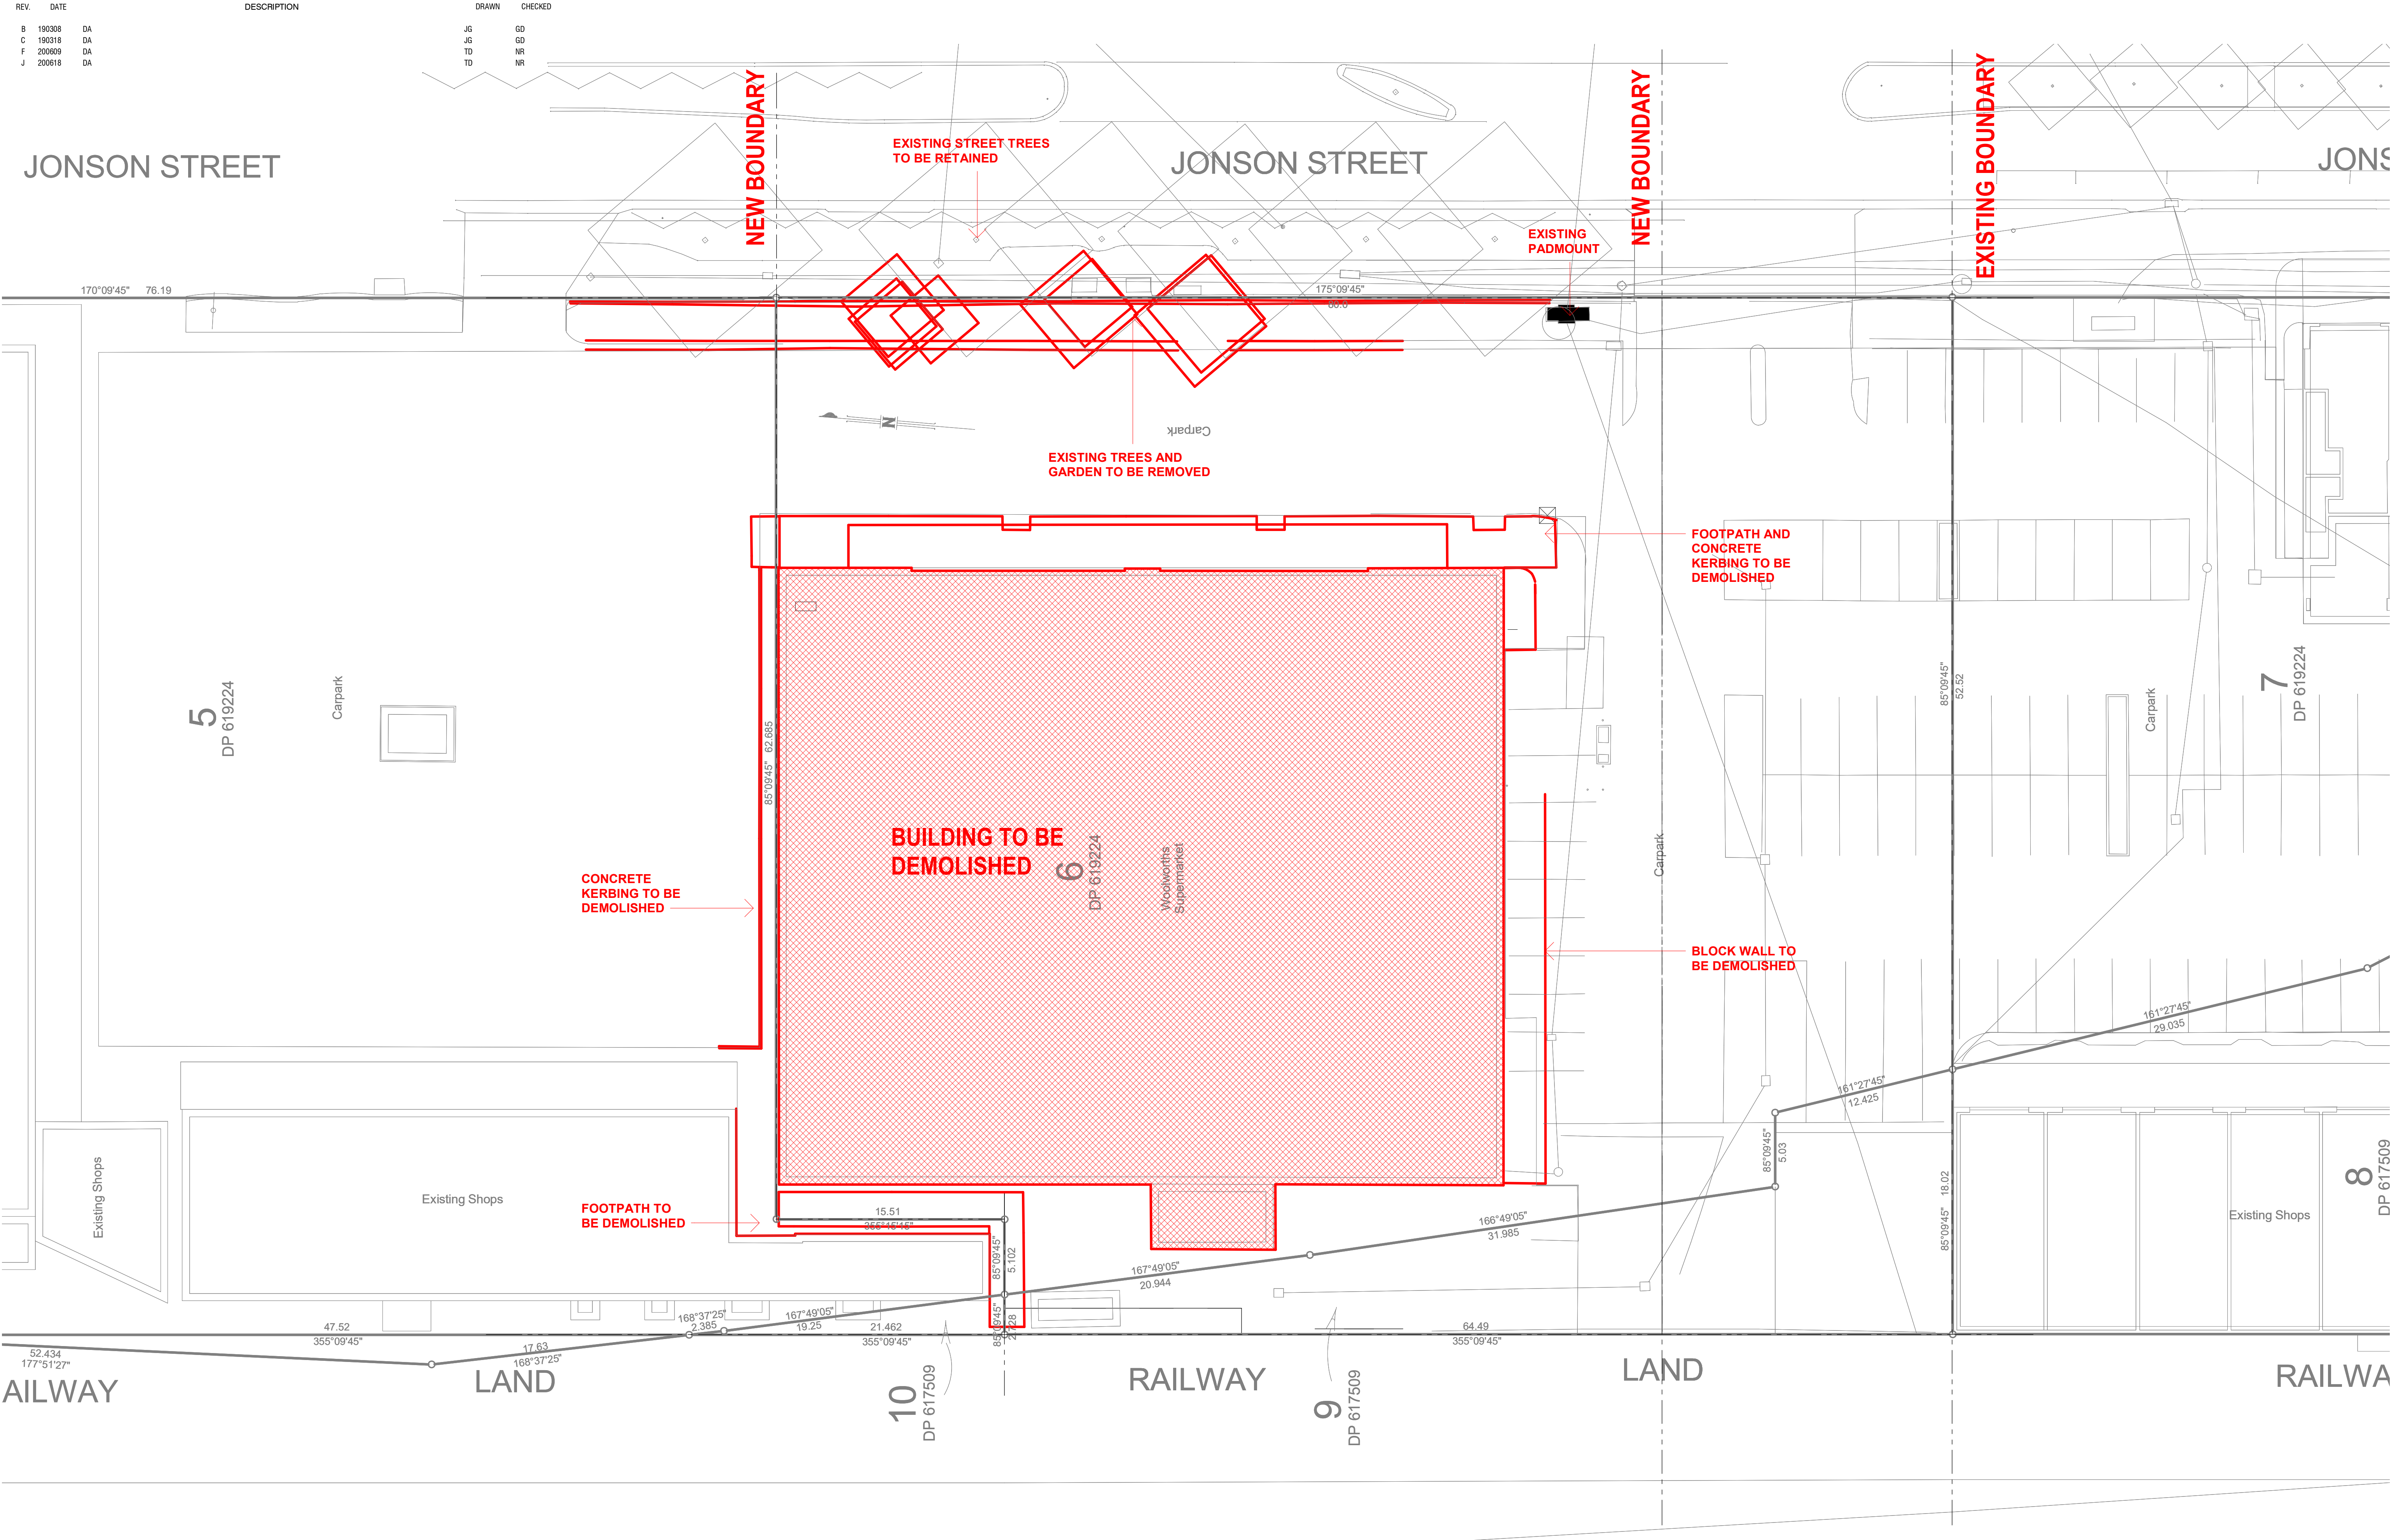 REV. DATE DESCRIPTION DRAWN CHECKED
B 190308 DA JG GD
C 190318 DA JG GD
F 200609 DA TD NR
J 200618 DA TD NR
NEW BOUNDARY
NEW BOUNDARY
EXISTING BOUNDARY
JONSON STREET
EXISTING STREET TREES
TO BE RETAINED
JONSON STREET
JONS
EXISTING
PADMOUNT
170°09'45" 76.19
175°09'45"
66.0
N
Carpark
EXISTING TREES AND
GARDEN TO BE REMOVED
FOOTPATH AND
CONCRETE
KERBING TO BE
DEMOLISHED
5
DP 619224
Carpark
85°09'45" 62.685
85°09'45"
52.52
Carpark
7
DP 619224
BUILDING TO BE
DEMOLISHED
6
DP 619224
Woolworths
Supermarket
Carpark
CONCRETE
KERBING TO BE
DEMOLISHED
BLOCK WALL TO
BE DEMOLISHED
161°27'45"
29.035
161°27'45"
12.425
85°09'45"
5.03
Existing Shops
Existing Shops
FOOTPATH TO
BE DEMOLISHED
15.51
85°09'45"
5.102
166°49'05"
31.985
85°09'45" 18.02
Existing Shops
8
DP 617509
167°49'05"
20.944
168°37'25"
2.385
167°49'05"
19.25
85°09'45"
47.52
355°09'45"
21.462
355°09'45"
64.49
355°09'45"
52.434
177°51'27"
17.63
168°37'25"
AILWAY
LAND
10
DP 617509
RAILWAY
9
DP 617509
LAND
RAILWA